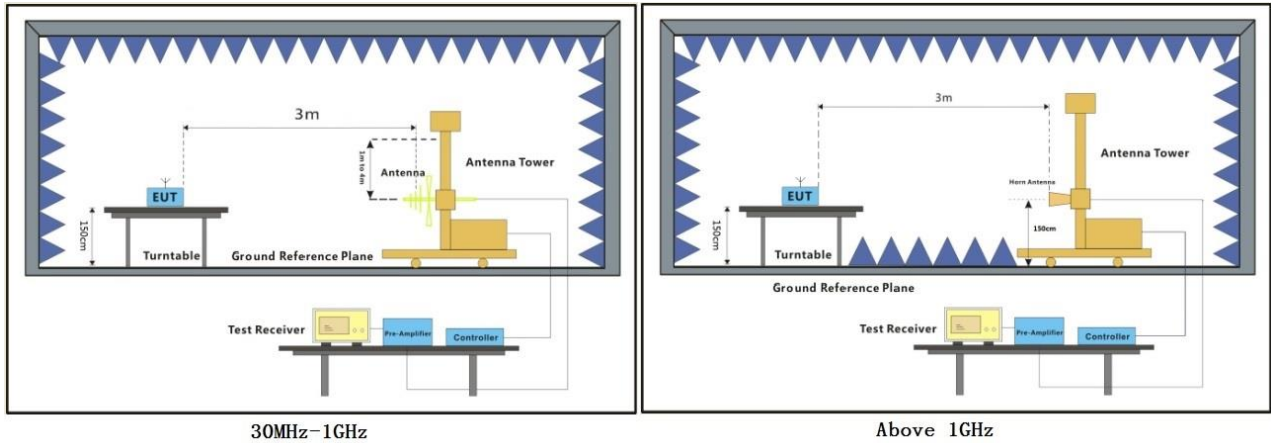 3m
1m to 4m
Antenna
Antenna Tower
EUT
150cm
Turntable
Ground Reference Plane
Test Receiver
Pre-Amplifier
Controller
30MHz-1GHz
3m
Antenna Tower
Horn Antenna
EUT
150cm
150cm
Turntable
Ground Reference Plane
Test Receiver
Pre-Amplifier
Controller
Above 1GHz